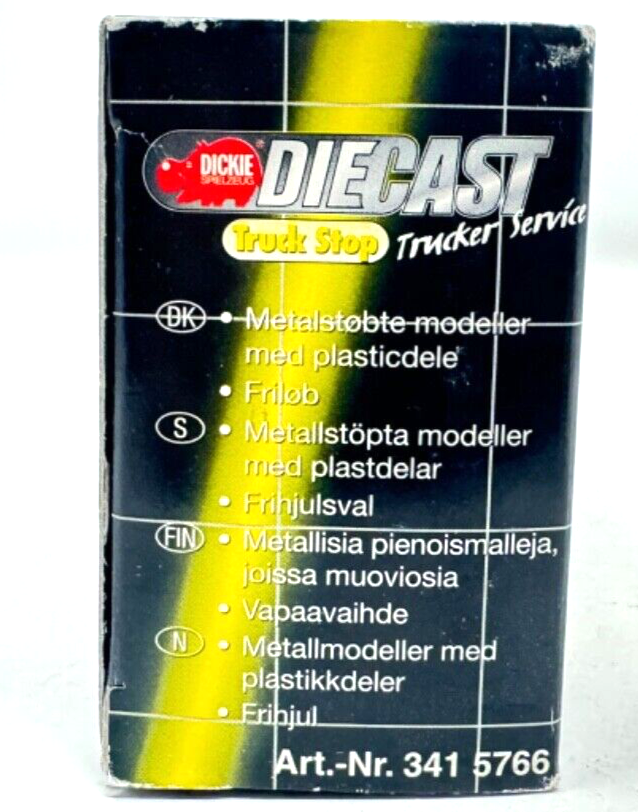 DICKIE
SPIELZEUG
DIECAST
Truck Stop Trucker Service
DK • Metalstøbte modeller
med plasticdele
• Friløb
S • Metallstöpta modeller
med plastdelar
• Frihjulsval
FIN • Metallisia pienoismalleja,
joissa muoviosia
• Vapaavaihde
N • Metallmodeller med
plastikkdeler
• Frihjul
Art.-Nr. 341 5766